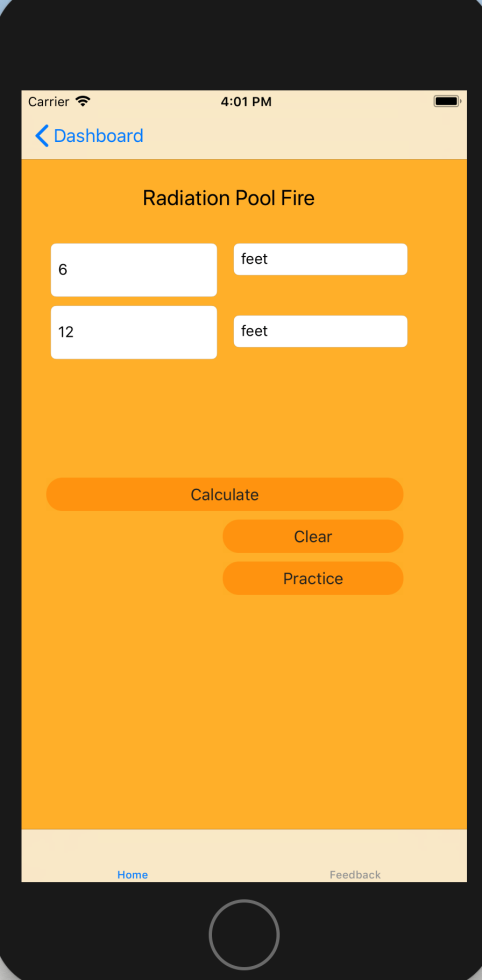 Carrier 4:01 PM
Dashboard
Radiation Pool Fire
6 feet
12 feet
Calculate
Clear
Practice
Home Feedback